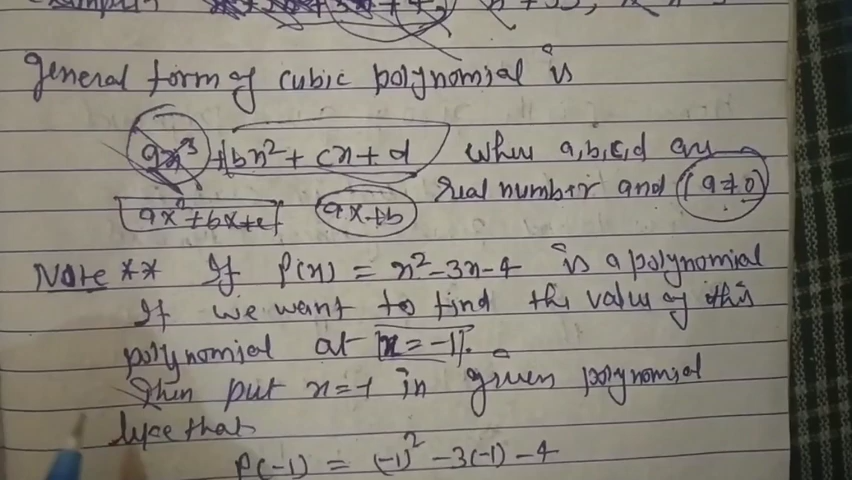 General form of cubic polynomial is
ax³ + bx² + cx + d where a,b,c,d are
real number and (a≠0)
ax²+bx+c ax+b
Note ** If P(x) = x²-3x-4 is a polynomial
If we want to find the value of this
polynomial at [x=-1].
Then put x=-1 in given polynomial
like that
P(-1) = (-1)² -3(-1) -4